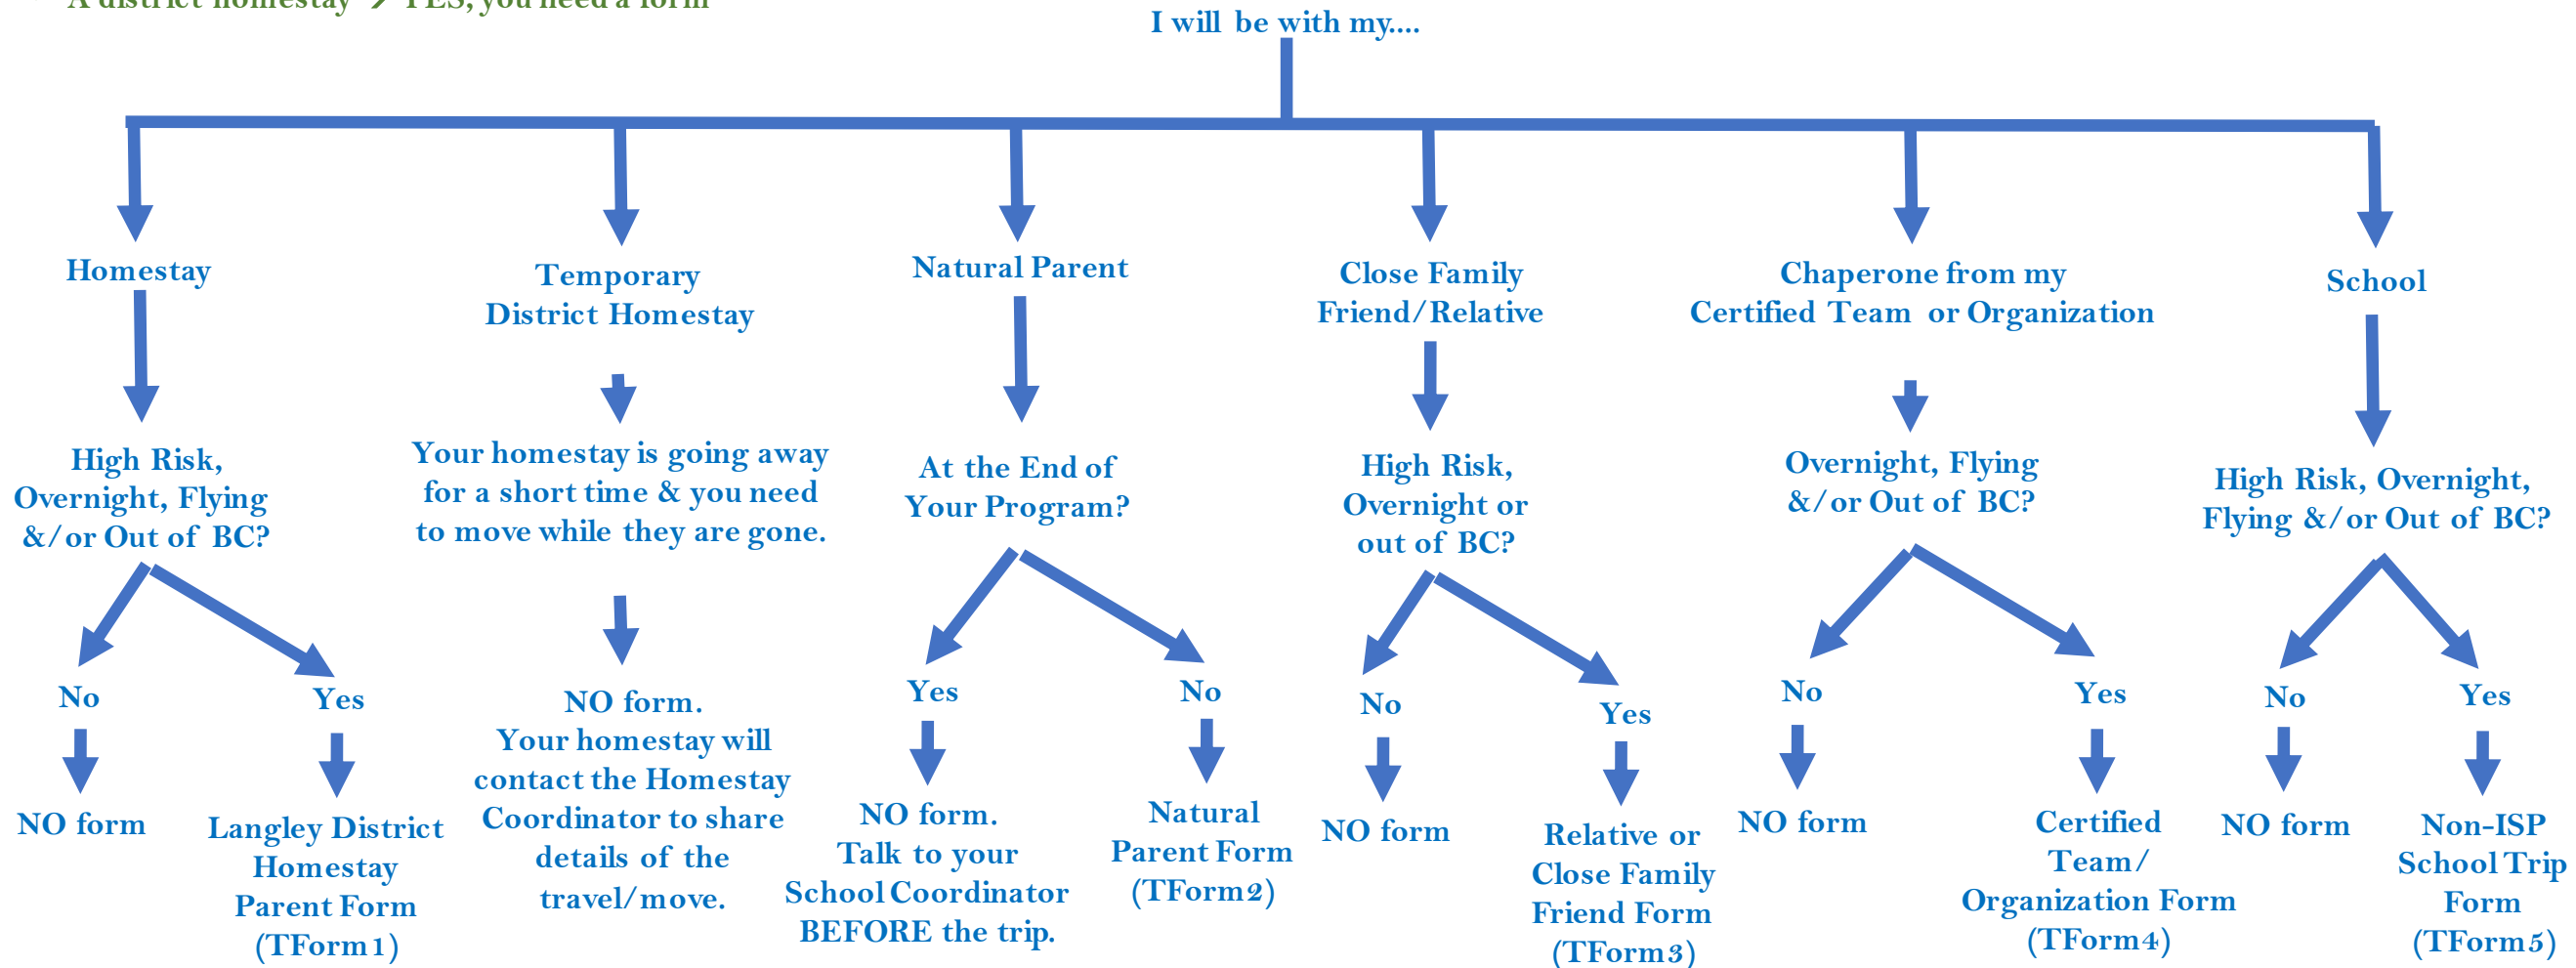 A district homestay → YES, you need a form
I will be with my....
Homestay
High Risk,
Overnight, Flying
&/or Out of BC?
No
NO form
Yes
Langley District
Homestay
Parent Form
(TForm1)
Temporary
District Homestay
Your homestay is going away
for a short time & you need
to move while they are gone.
NO form.
Your homestay will
contact the Homestay
Coordinator to share
details of the
travel/move.
Natural Parent
At the End of
Your Program?
Yes
NO form.
Talk to your
School Coordinator
BEFORE the trip.
No
Natural
Parent Form
(TForm2)
Close Family
Friend/Relative
High Risk,
Overnight or
out of BC?
No
NO form
Yes
Relative or
Close Family
Friend Form
(TForm3)
Chaperone from my
Certified Team or Organization
Overnight, Flying
&/or Out of BC?
No
NO form
Yes
Certified
Team/
Organization Form
(TForm4)
School
High Risk, Overnight,
Flying &/or Out of BC?
No
NO form
Yes
Non-ISP
School Trip
Form
(TForm5)